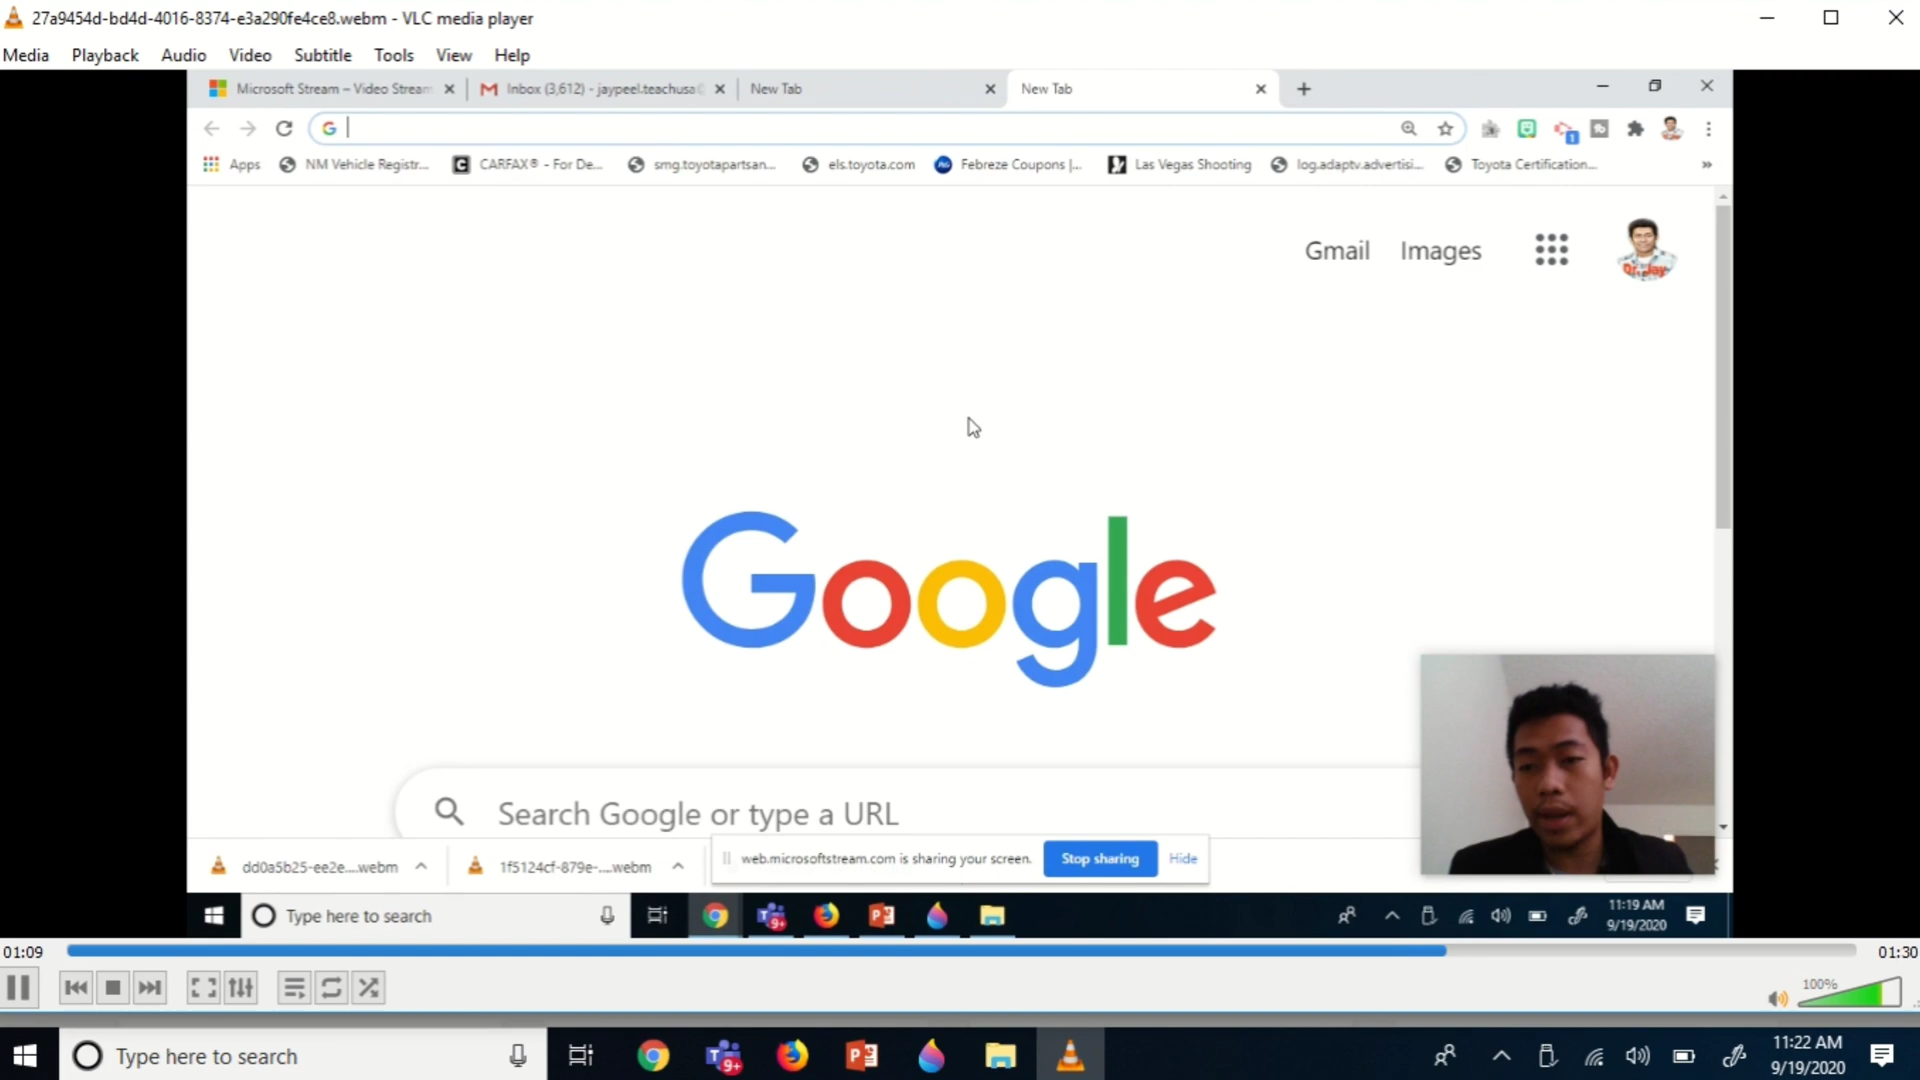 27a9454d-bd4d-4016-8374-e3a290fe4ce8.webm - VLC media player
Media Playback Audio Video Subtitle Tools View Help
Microsoft Stream – Video Stream Inbox (3,612) - jaypeel.teachusa@ New Tab New Tab
Apps NM Vehicle Registr... CARFAX® - For De... smg.toyotapartsan... els.toyota.com Febreze Coupons |... Las Vegas Shooting log.adaptv.advertisi... Toyota Certification...
Gmail Images
Google
Search Google or type a URL
dd0a5b25-ee2e....webm 1f5124cf-879e-....webm web.microsoftstream.com is sharing your screen. Stop sharing Hide
Type here to search 9+ 11:19 AM
9/19/2020
01:09 01:30
100%
Type here to search 9+ 11:22 AM
9/19/2020